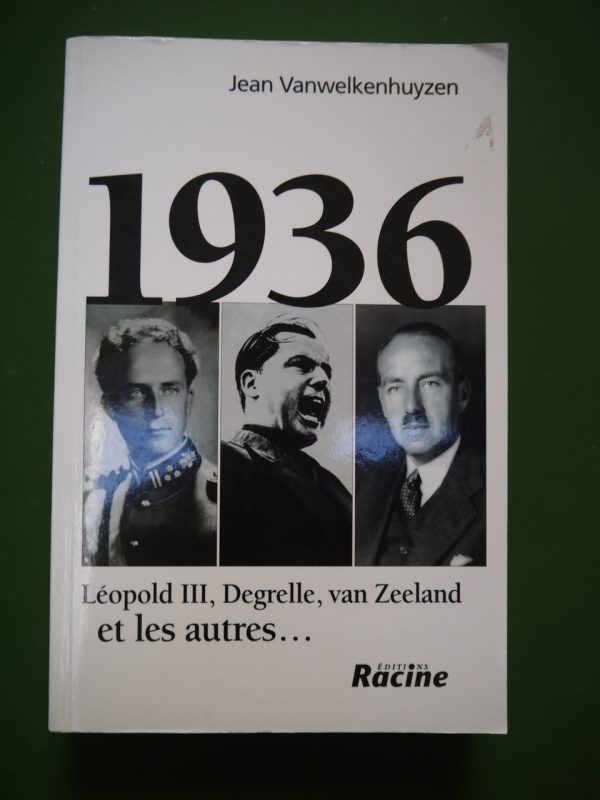 Jean Vanwelkenhuyzen
1936
Léopold III, Degrelle, van Zeeland
et les autres...
ÉDITIONS
Racine